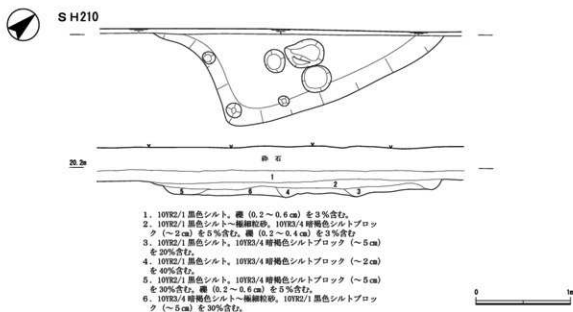 SH210
20.2m
砕石
1
2
5 6 4 3
1. 10YR2/1 黒色シルト。礫（0.2～0.6㎝）を3％含む。
2. 10YR2/1 黒色シルト～極細粒砂。10YR3/4 暗褐色シルトブロッ
ク（～2㎝）を5％含む。礫（0.2～0.4㎝）を3％含む
3. 10YR2/1 黒色シルト。10YR3/4 暗褐色シルトブロック（～5㎝）
を20％含む。
4. 10YR2/1 黒色シルト。10YR3/4 暗褐色シルトブロック（～2㎝）
を40％含む。
5. 10YR2/1 黒色シルト。10YR3/4 暗褐色シルトブロック（～5㎝）
を30％含む。礫（0.2～0.6㎝）を5％含む。
6. 10YR3/4 暗褐色シルト～極細粒砂。10YR2/1 黒色シルトブロッ
ク（～5㎝）を30％含む。
0 1m